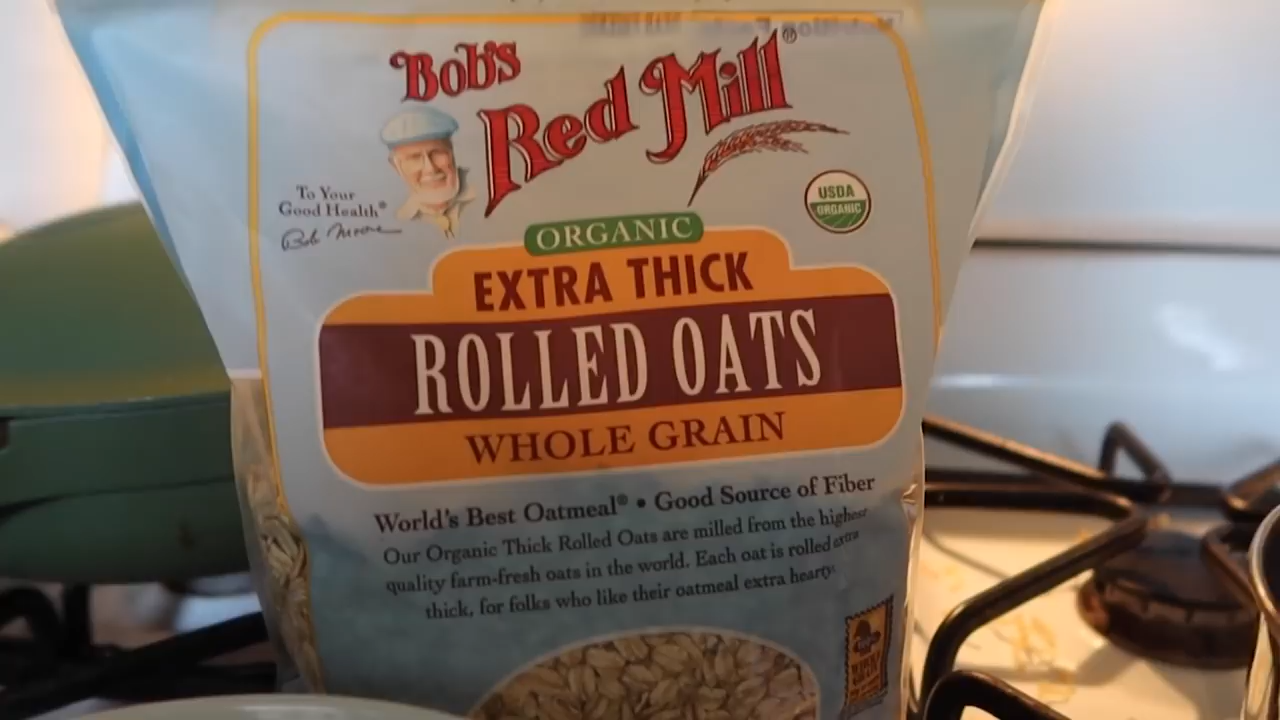 Bob's
Red Mill®
To Your
Good Health®
Bob Moore
USDA
ORGANIC
ORGANIC
EXTRA THICK
ROLLED OATS
WHOLE GRAIN
World's Best Oatmeal® • Good Source of Fiber
Our Organic Thick Rolled Oats are milled from the highest
quality farm-fresh oats in the world. Each oat is rolled extra
thick, for folks who like their oatmeal extra hearty.